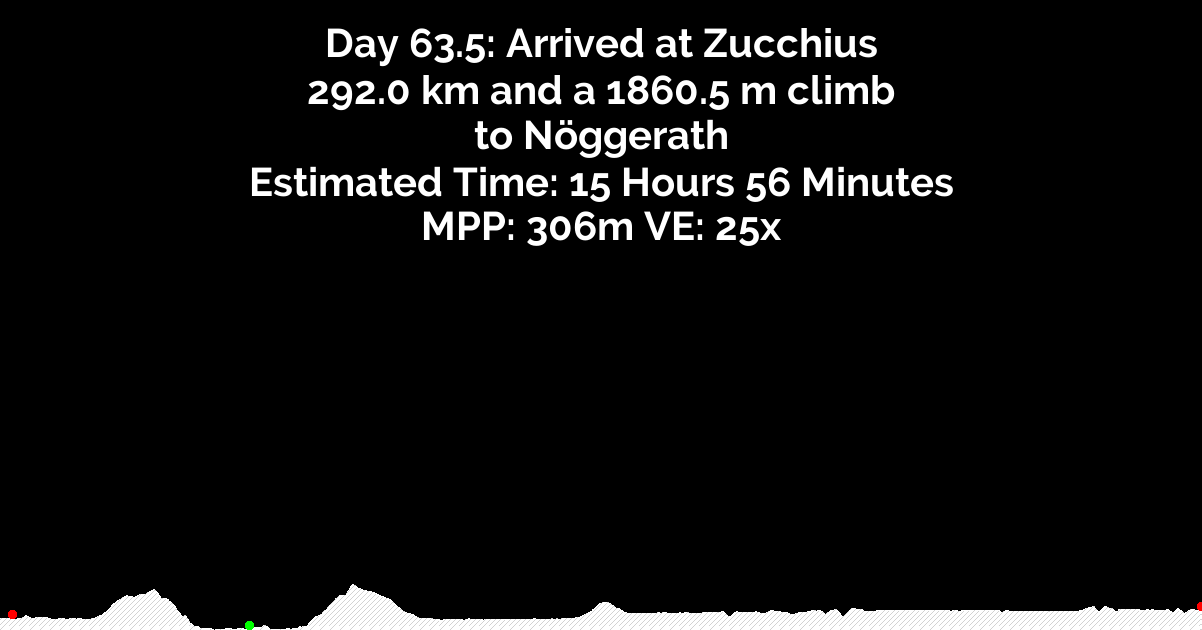 Day 63.5: Arrived at Zucchius
292.0 km and a 1860.5 m climb
to Nöggerath
Estimated Time: 15 Hours 56 Minutes
MPP: 306m VE: 25x